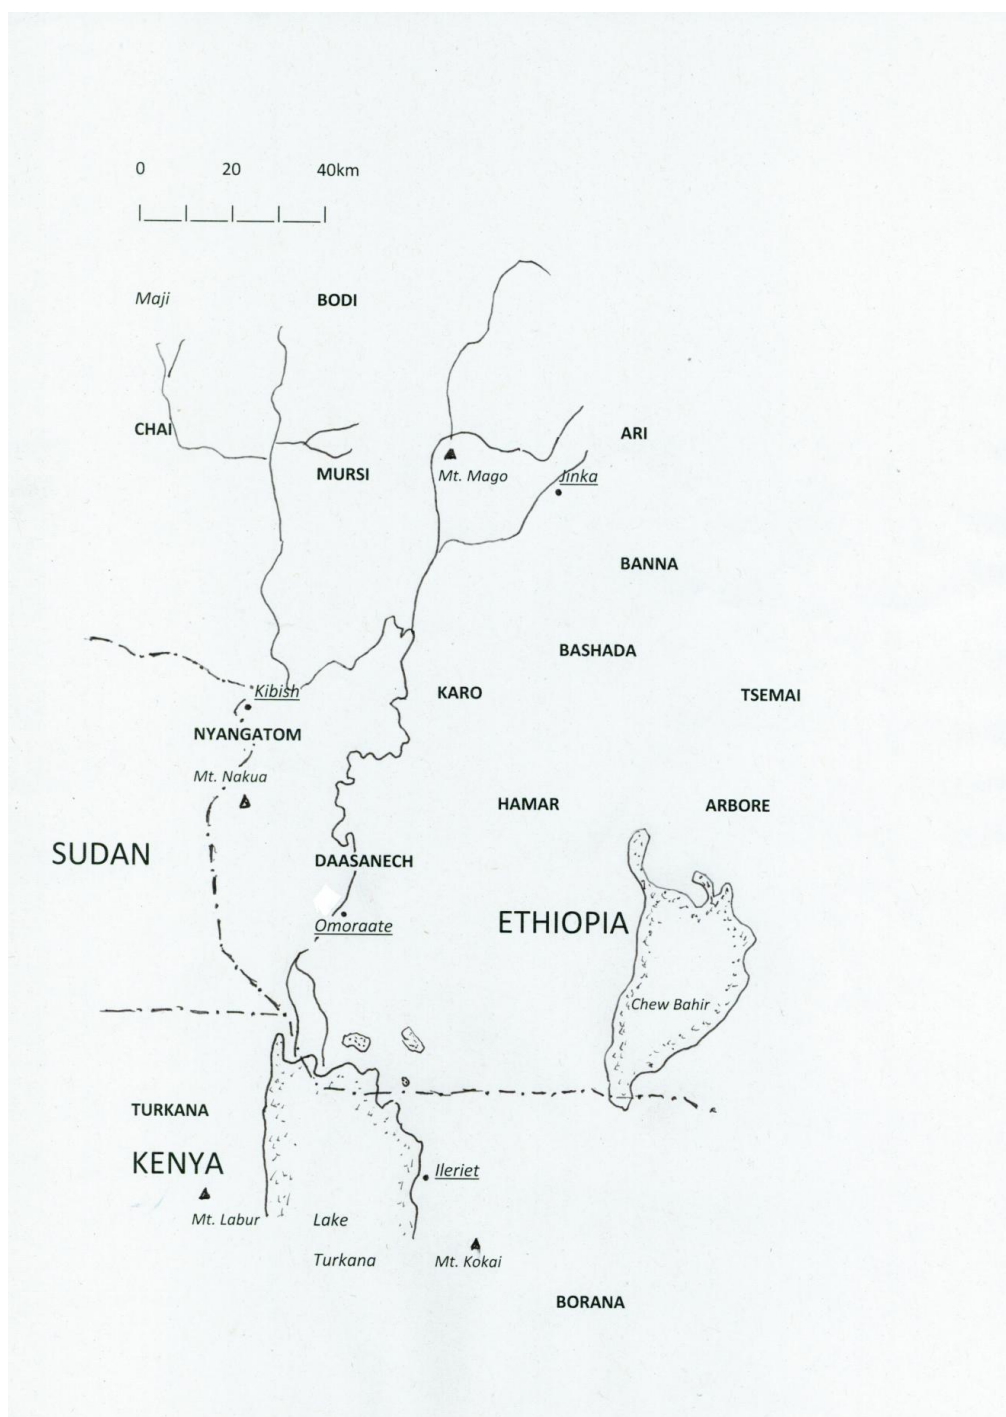 0 20 40km
Maji BODI
CHAI ARI
MURSI Mt. Mago Jinka
BANNA
BASHADA
Kibish KARO TSEMAI
NYANGATOM
Mt. Nakua
HAMAR ARBORE
SUDAN DAASANECH
Omoraate ETHIOPIA
Chew Bahir
TURKANA
KENYA Ileriet
Mt. Labur Lake
Turkana Mt. Kokai
BORANA